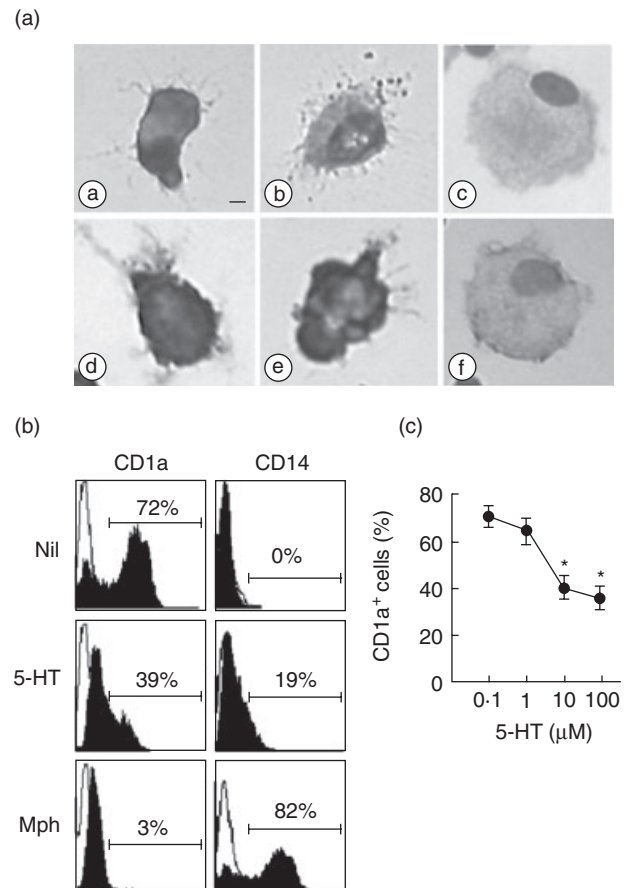 (a)
a
b
c
d
e
f
(b)
CD1a
CD14
Nil
72%
0%
5-HT
39%
19%
Mph
3%
82%
(c)
CD1a⁺ cells (%)
80
60
40
20
0
*
*
0·1
1
10
100
5-HT (μM)